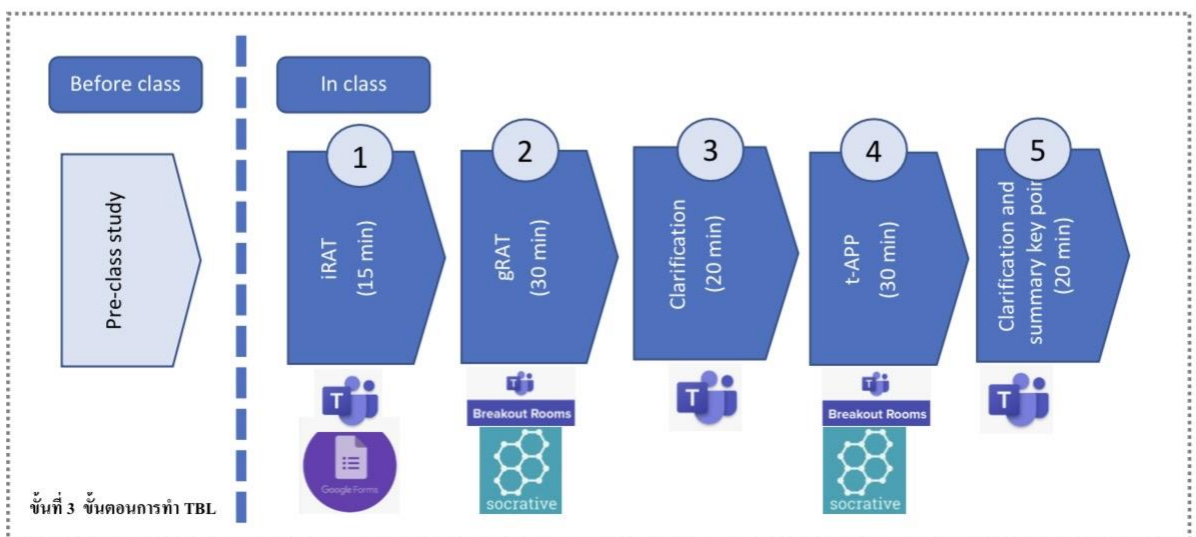 Before class
In class
Pre-class study
1
iRAT
(15 min)
2
gRAT
(30 min)
3
Clarification
(20 min)
4
t-APP
(30 min)
5
Clarification and
summary key poin
(20 min)
T
Google Forms
T
Breakout Rooms
socrative
T
T
Breakout Rooms
socrative
T
ขั้นที่ 3 ขั้นตอนการทำ TBL